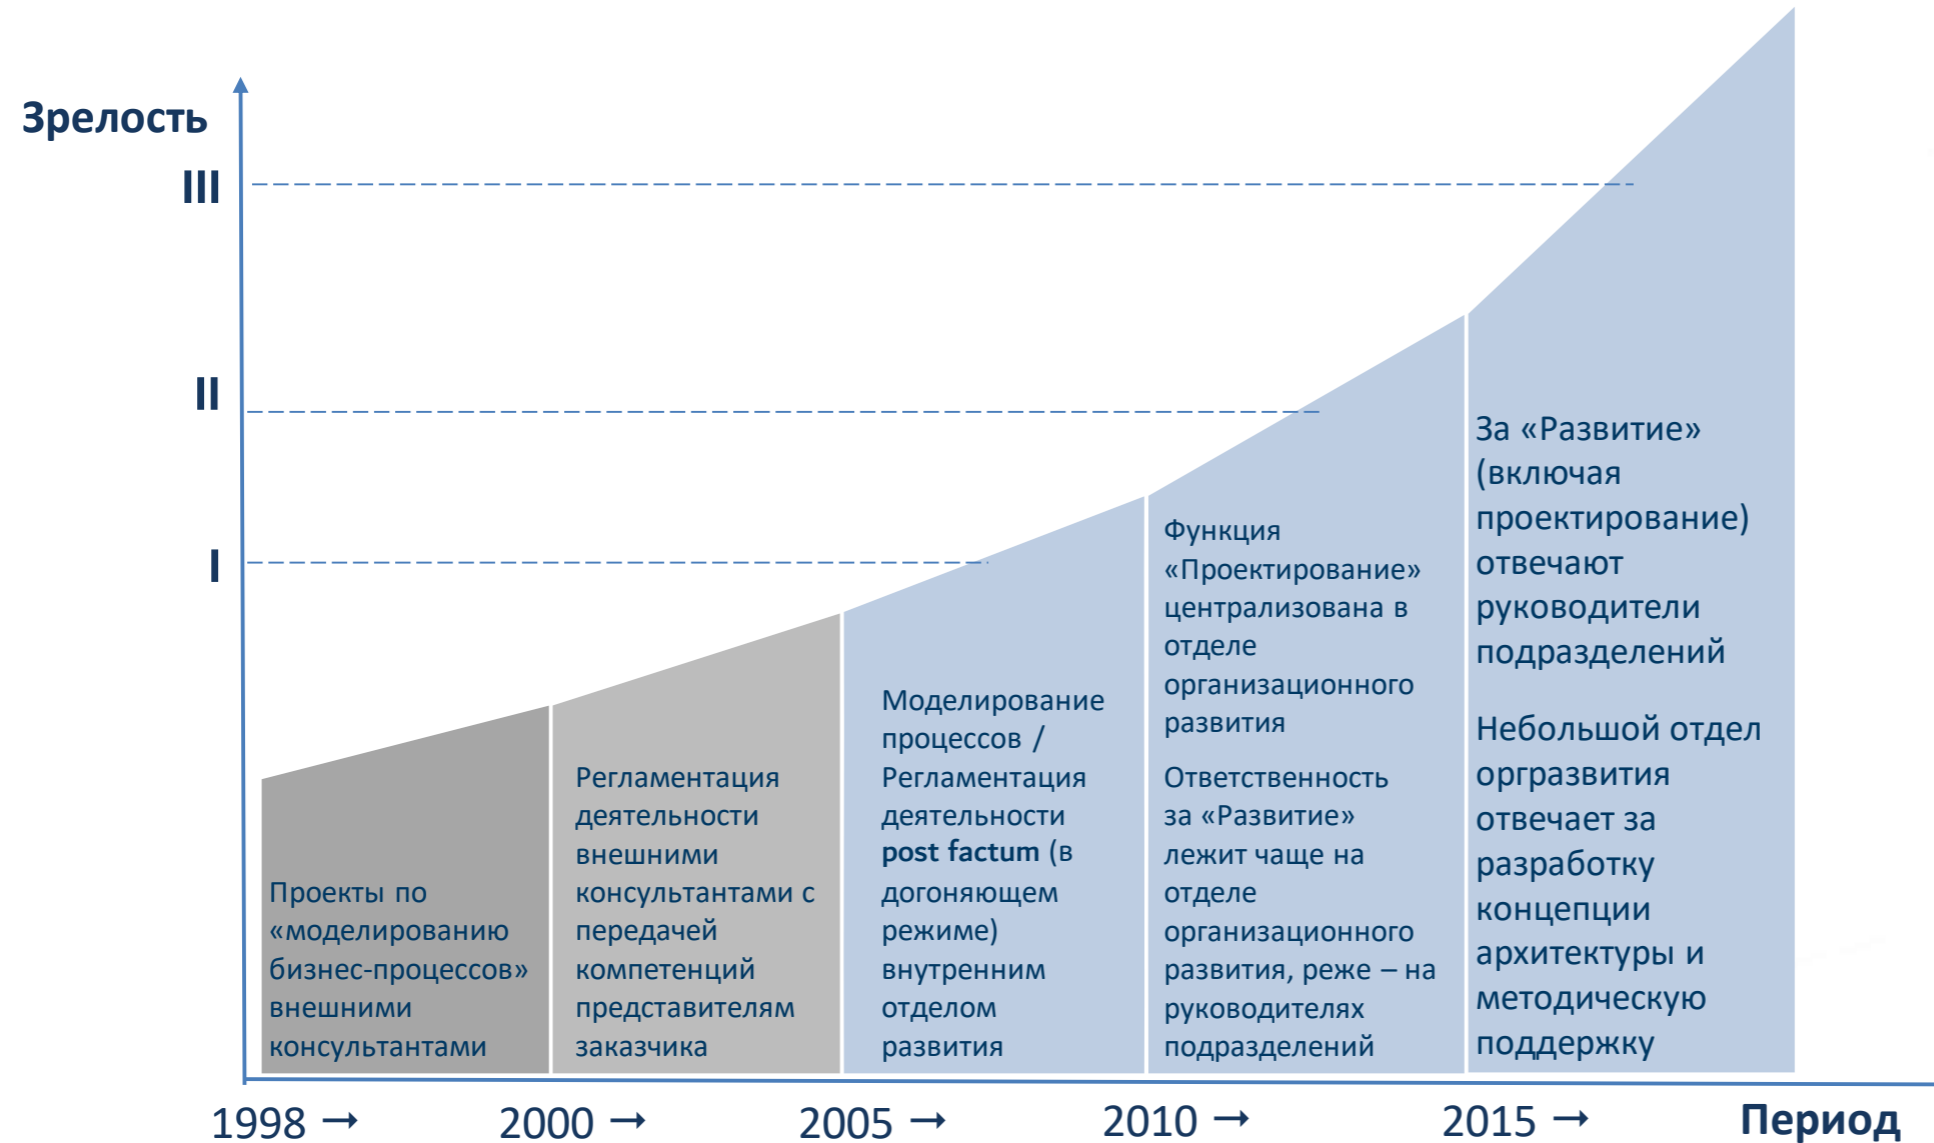 Зрелость
III
II
I
Проекты по
«моделированию
бизнес-процессов»
внешними
консультантами
Регламентация
деятельности
внешними
консультантами с
передачей
компетенций
представителям
заказчика
Моделирование
процессов /
Регламентация
деятельности
post factum (в
догоняющем
режиме)
внутренним
отделом
развития
Функция
«Проектирование»
централизована в
отделе
организационного
развития
Ответственность
за «Развитие»
лежит чаще на
отделе
организационного
развития, реже – на
руководителях
подразделений
За «Развитие»
(включая
проектирование)
отвечают
руководители
подразделений
Небольшой отдел
оргразвития
отвечает за
разработку
концепции
архитектуры и
методическую
поддержку
1998 → 2000 → 2005 → 2010 → 2015 → Период